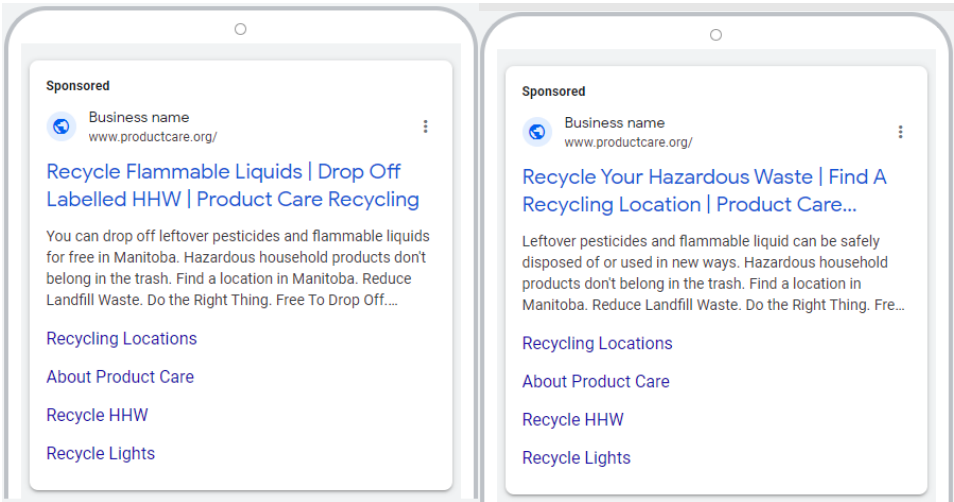 Sponsored
Business name
www.productcare.org/
Recycle Flammable Liquids | Drop Off
Labelled HHW | Product Care Recycling
You can drop off leftover pesticides and flammable liquids
for free in Manitoba. Hazardous household products don't
belong in the trash. Find a location in Manitoba. Reduce
Landfill Waste. Do the Right Thing. Free To Drop Off....
Recycling Locations
About Product Care
Recycle HHW
Recycle Lights
Sponsored
Business name
www.productcare.org/
Recycle Your Hazardous Waste | Find A
Recycling Location | Product Care...
Leftover pesticides and flammable liquid can be safely
disposed of or used in new ways. Hazardous household
products don't belong in the trash. Find a location in
Manitoba. Reduce Landfill Waste. Do the Right Thing. Fre...
Recycling Locations
About Product Care
Recycle HHW
Recycle Lights